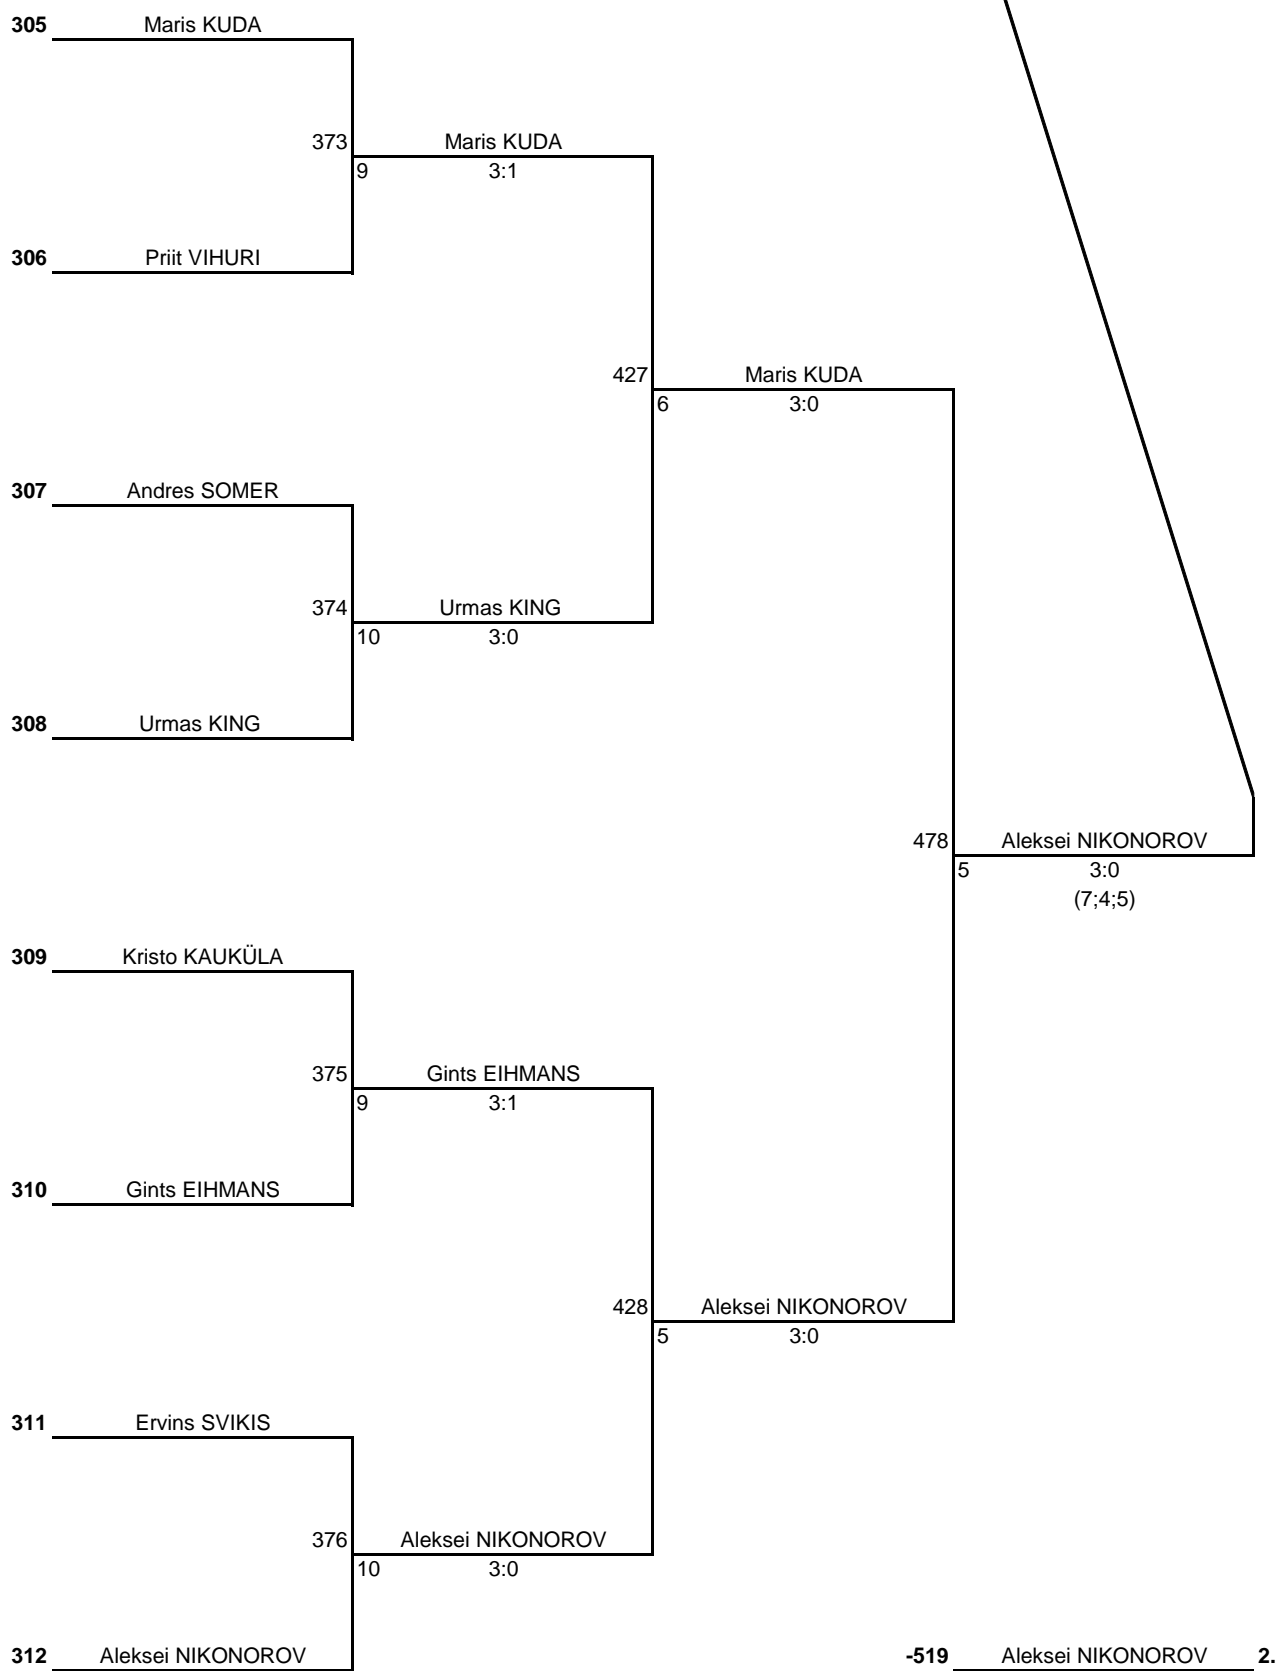 305 Maris KUDA
373 Maris KUDA
9 3:1
306 Priit VIHURI
427 Maris KUDA
6 3:0
307 Andres SOMER
374 Urmas KING
10 3:0
308 Urmas KING
478 Aleksei NIKONOROV
5 3:0
(7;4;5)
309 Kristo KAUKÜLA
375 Gints EIHMANS
9 3:1
310 Gints EIHMANS
428 Aleksei NIKONOROV
5 3:0
311 Ervins SVIKIS
376 Aleksei NIKONOROV
10 3:0
312 Aleksei NIKONOROV -519 Aleksei NIKONOROV 2.